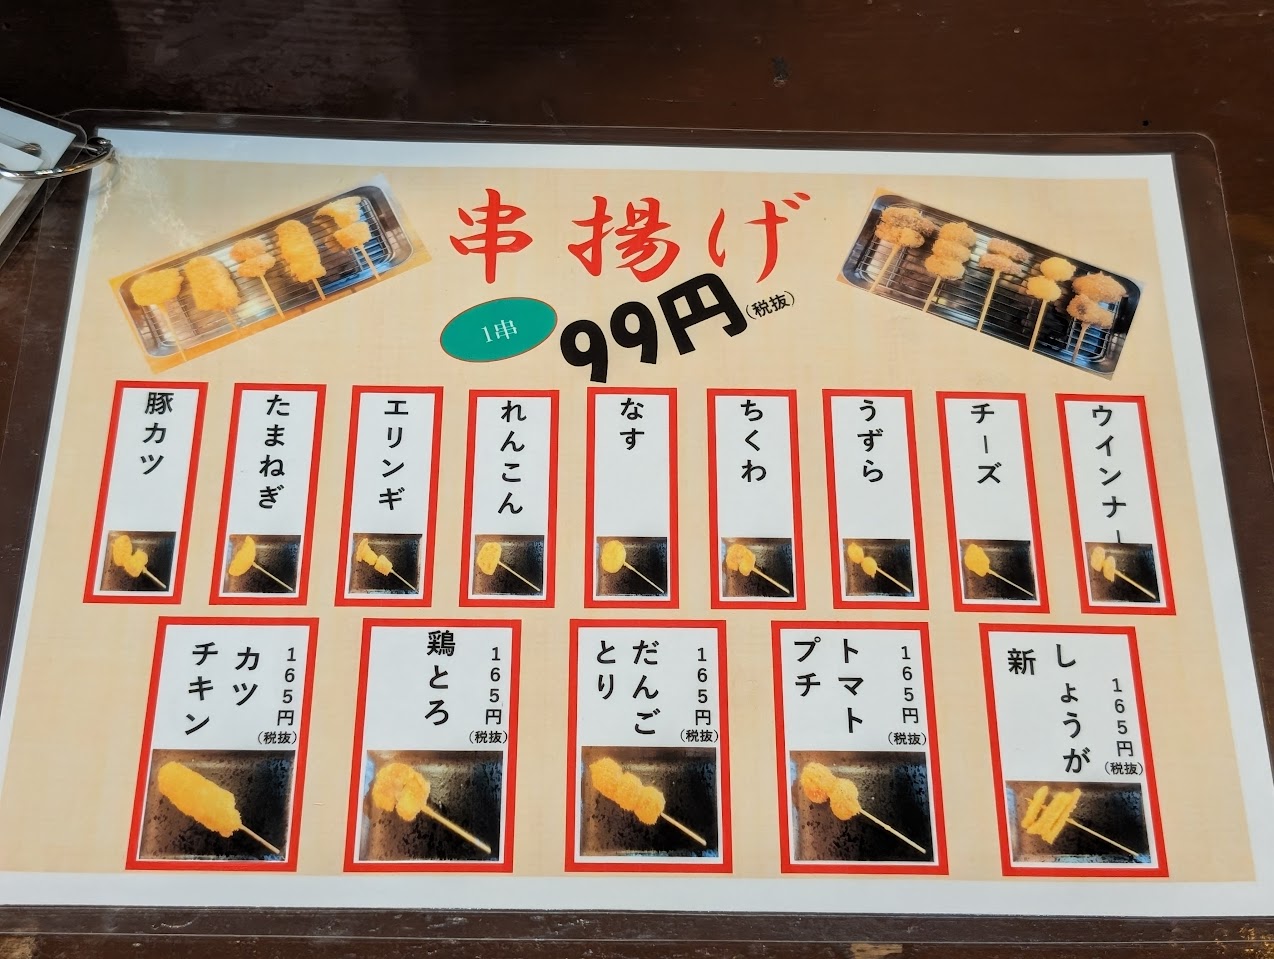 串揚げ
1串
99円(税抜)
豚カツ
たまねぎ
エリンギ
れんこん
なす
ちくわ
うずら
チーズ
ウインナー
チキン
カツ
165円(税抜)
鶏とろ
165円(税抜)
とり
だんご
165円(税抜)
プチ
トマト
165円(税抜)
新
しょうが
165円(税抜)